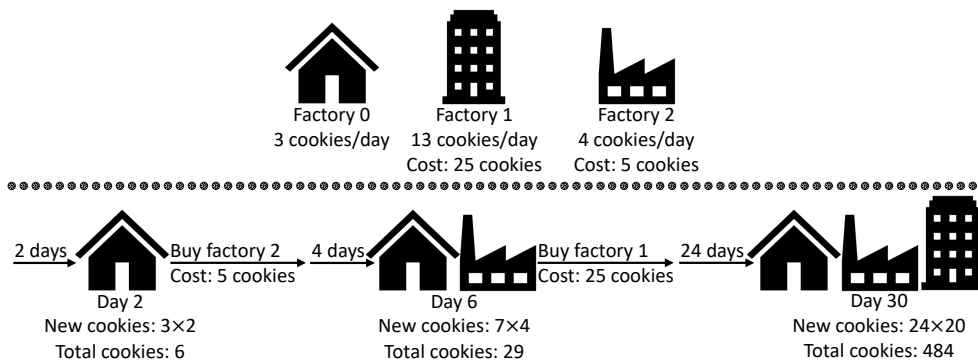 Factory 0
3 cookies/day
Factory 1
13 cookies/day
Cost: 25 cookies
Factory 2
4 cookies/day
Cost: 5 cookies
2 days
Buy factory 2
Cost: 5 cookies
4 days
Buy factory 1
Cost: 25 cookies
24 days
Day 2
New cookies: 3×2
Total cookies: 6
Day 6
New cookies: 7×4
Total cookies: 29
Day 30
New cookies: 24×20
Total cookies: 484